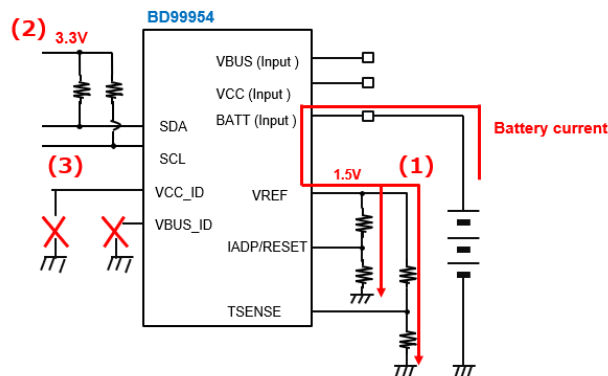 BD99954
(2)
3.3V
VBUS (Input )
VCC (Input)
BATT (Input )
Battery current
SDA
SCL
(3)
(1)
1.5V
VCC_ID
VREF
VBUS_ID
IADP/RESET
TSENSE